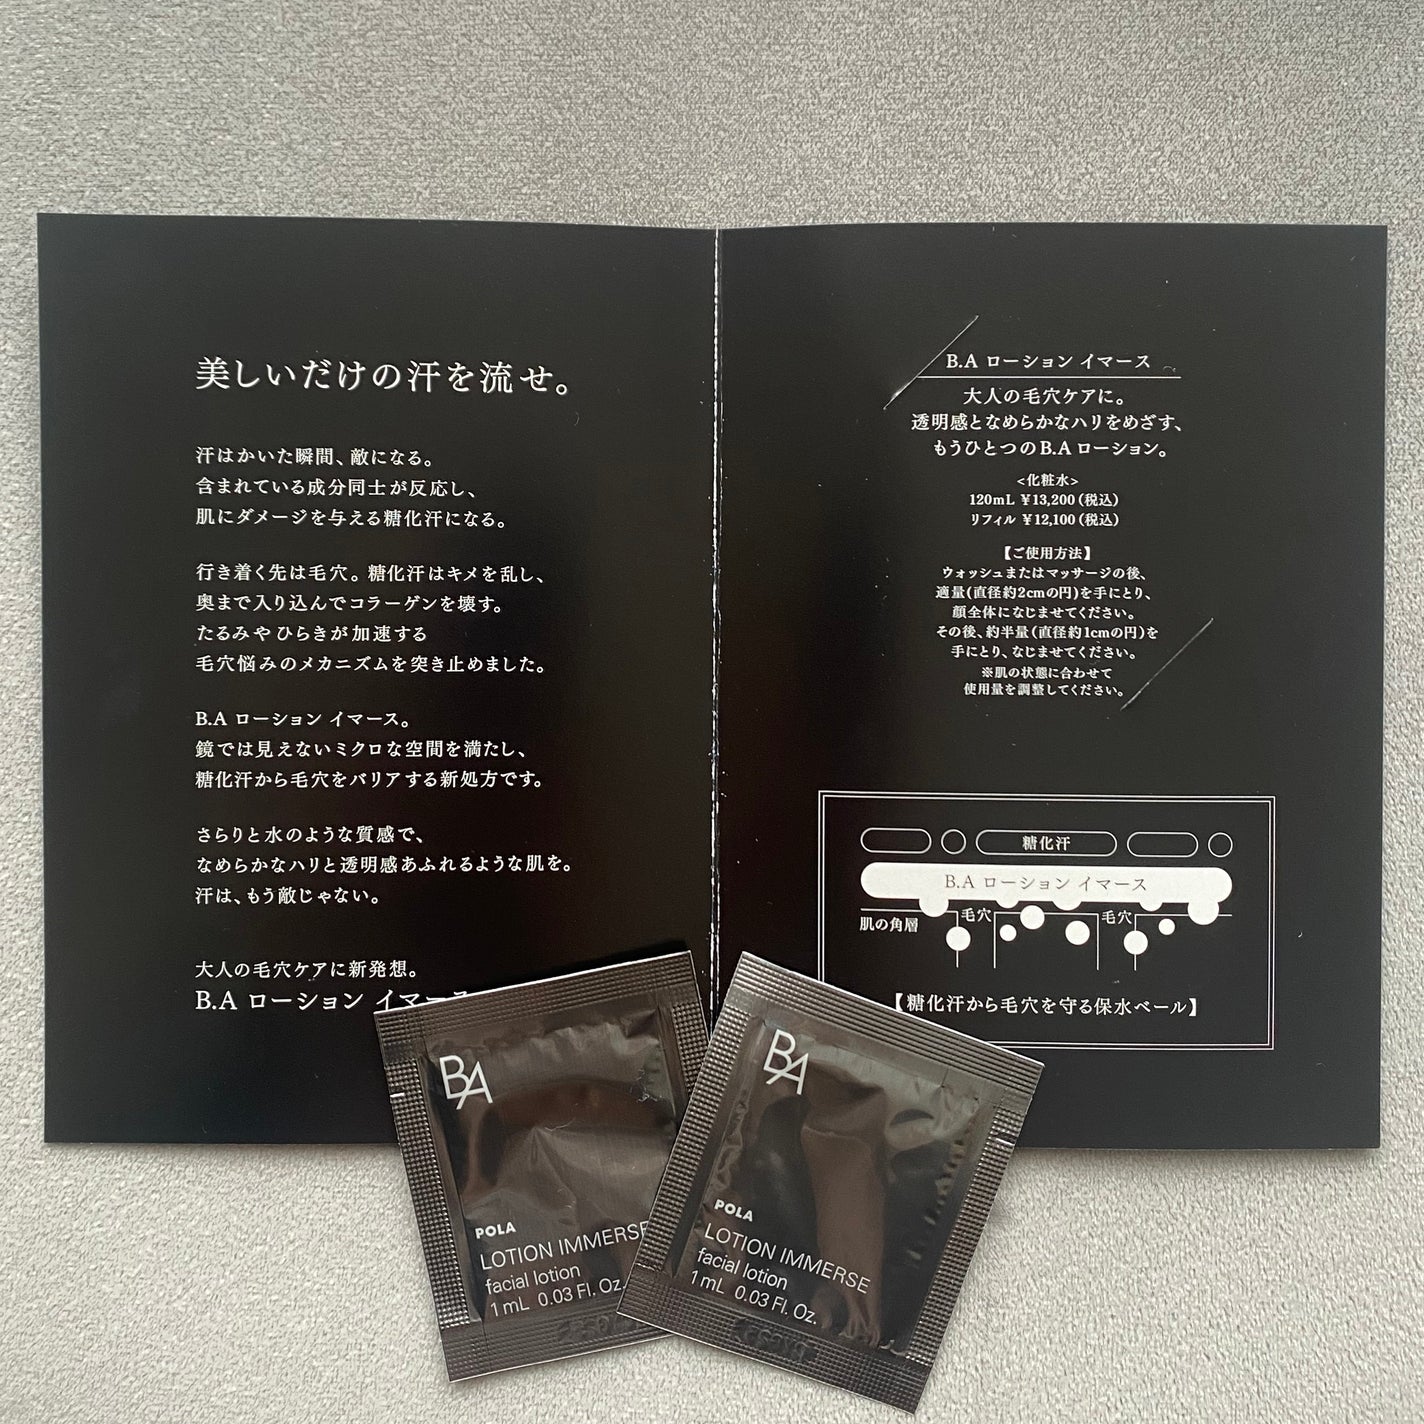 美しいだけの汗を流せ。
汗はかいた瞬間、敵になる。
含まれている成分同士が反応し、
肌にダメージを与える糖化汗になる。
行き着く先は毛穴。糖化汗はキメを乱し、
奥まで入り込んでコラーゲンを壊す。
たるみやひらきが加速する
毛穴悩みのメカニズムを突き止めました。
B.A ローション イマース。
鏡では見えないミクロな空間を満たし、
糖化汗から毛穴をバリアする新処方です。
さらりと水のような質感で、
なめらかなハリと透明感あふれるような肌を。
汗は、もう敵じゃない。
大人の毛穴ケアに新発想。
B.A ローション イマース
B.A ローション イマース
大人の毛穴ケアに。
透明感となめらかなハリをめざす、
もうひとつのB.A ローション。
<化粧水>
120mL ¥13,200(税込)
リフィル ¥12,100(税込)
【ご使用方法】
ウォッシュまたはマッサージの後、
適量(直径約2cmの円)を手にとり、
顔全体になじませてください。
その後、約半量(直径約1cmの円)を
手にとり、なじませてください。
※肌の状態に合わせて
使用量を調整してください。
糖化汗
B.A ローション イマース
肌の角層
毛穴
毛穴
【糖化汗から毛穴を守る保水ベール】
BA
POLA
LOTION IMMERSE
facial lotion
1 mL 0.03 Fl. Oz.
BA
POLA
LOTION IMMERSE
facial lotion
1 mL 0.03 Fl. Oz.